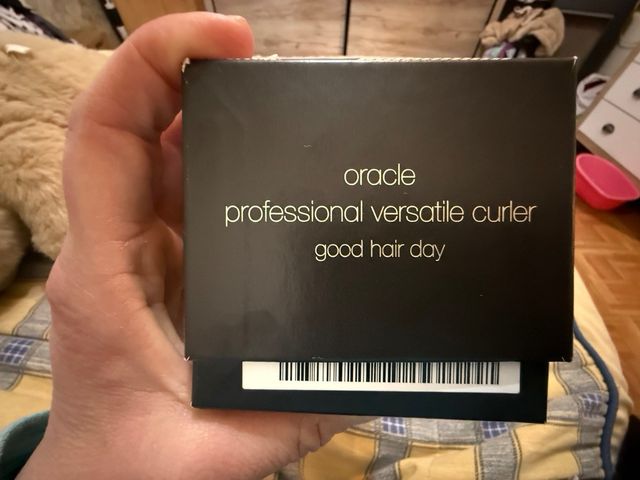 oracle
professional versatile curler
good hair day